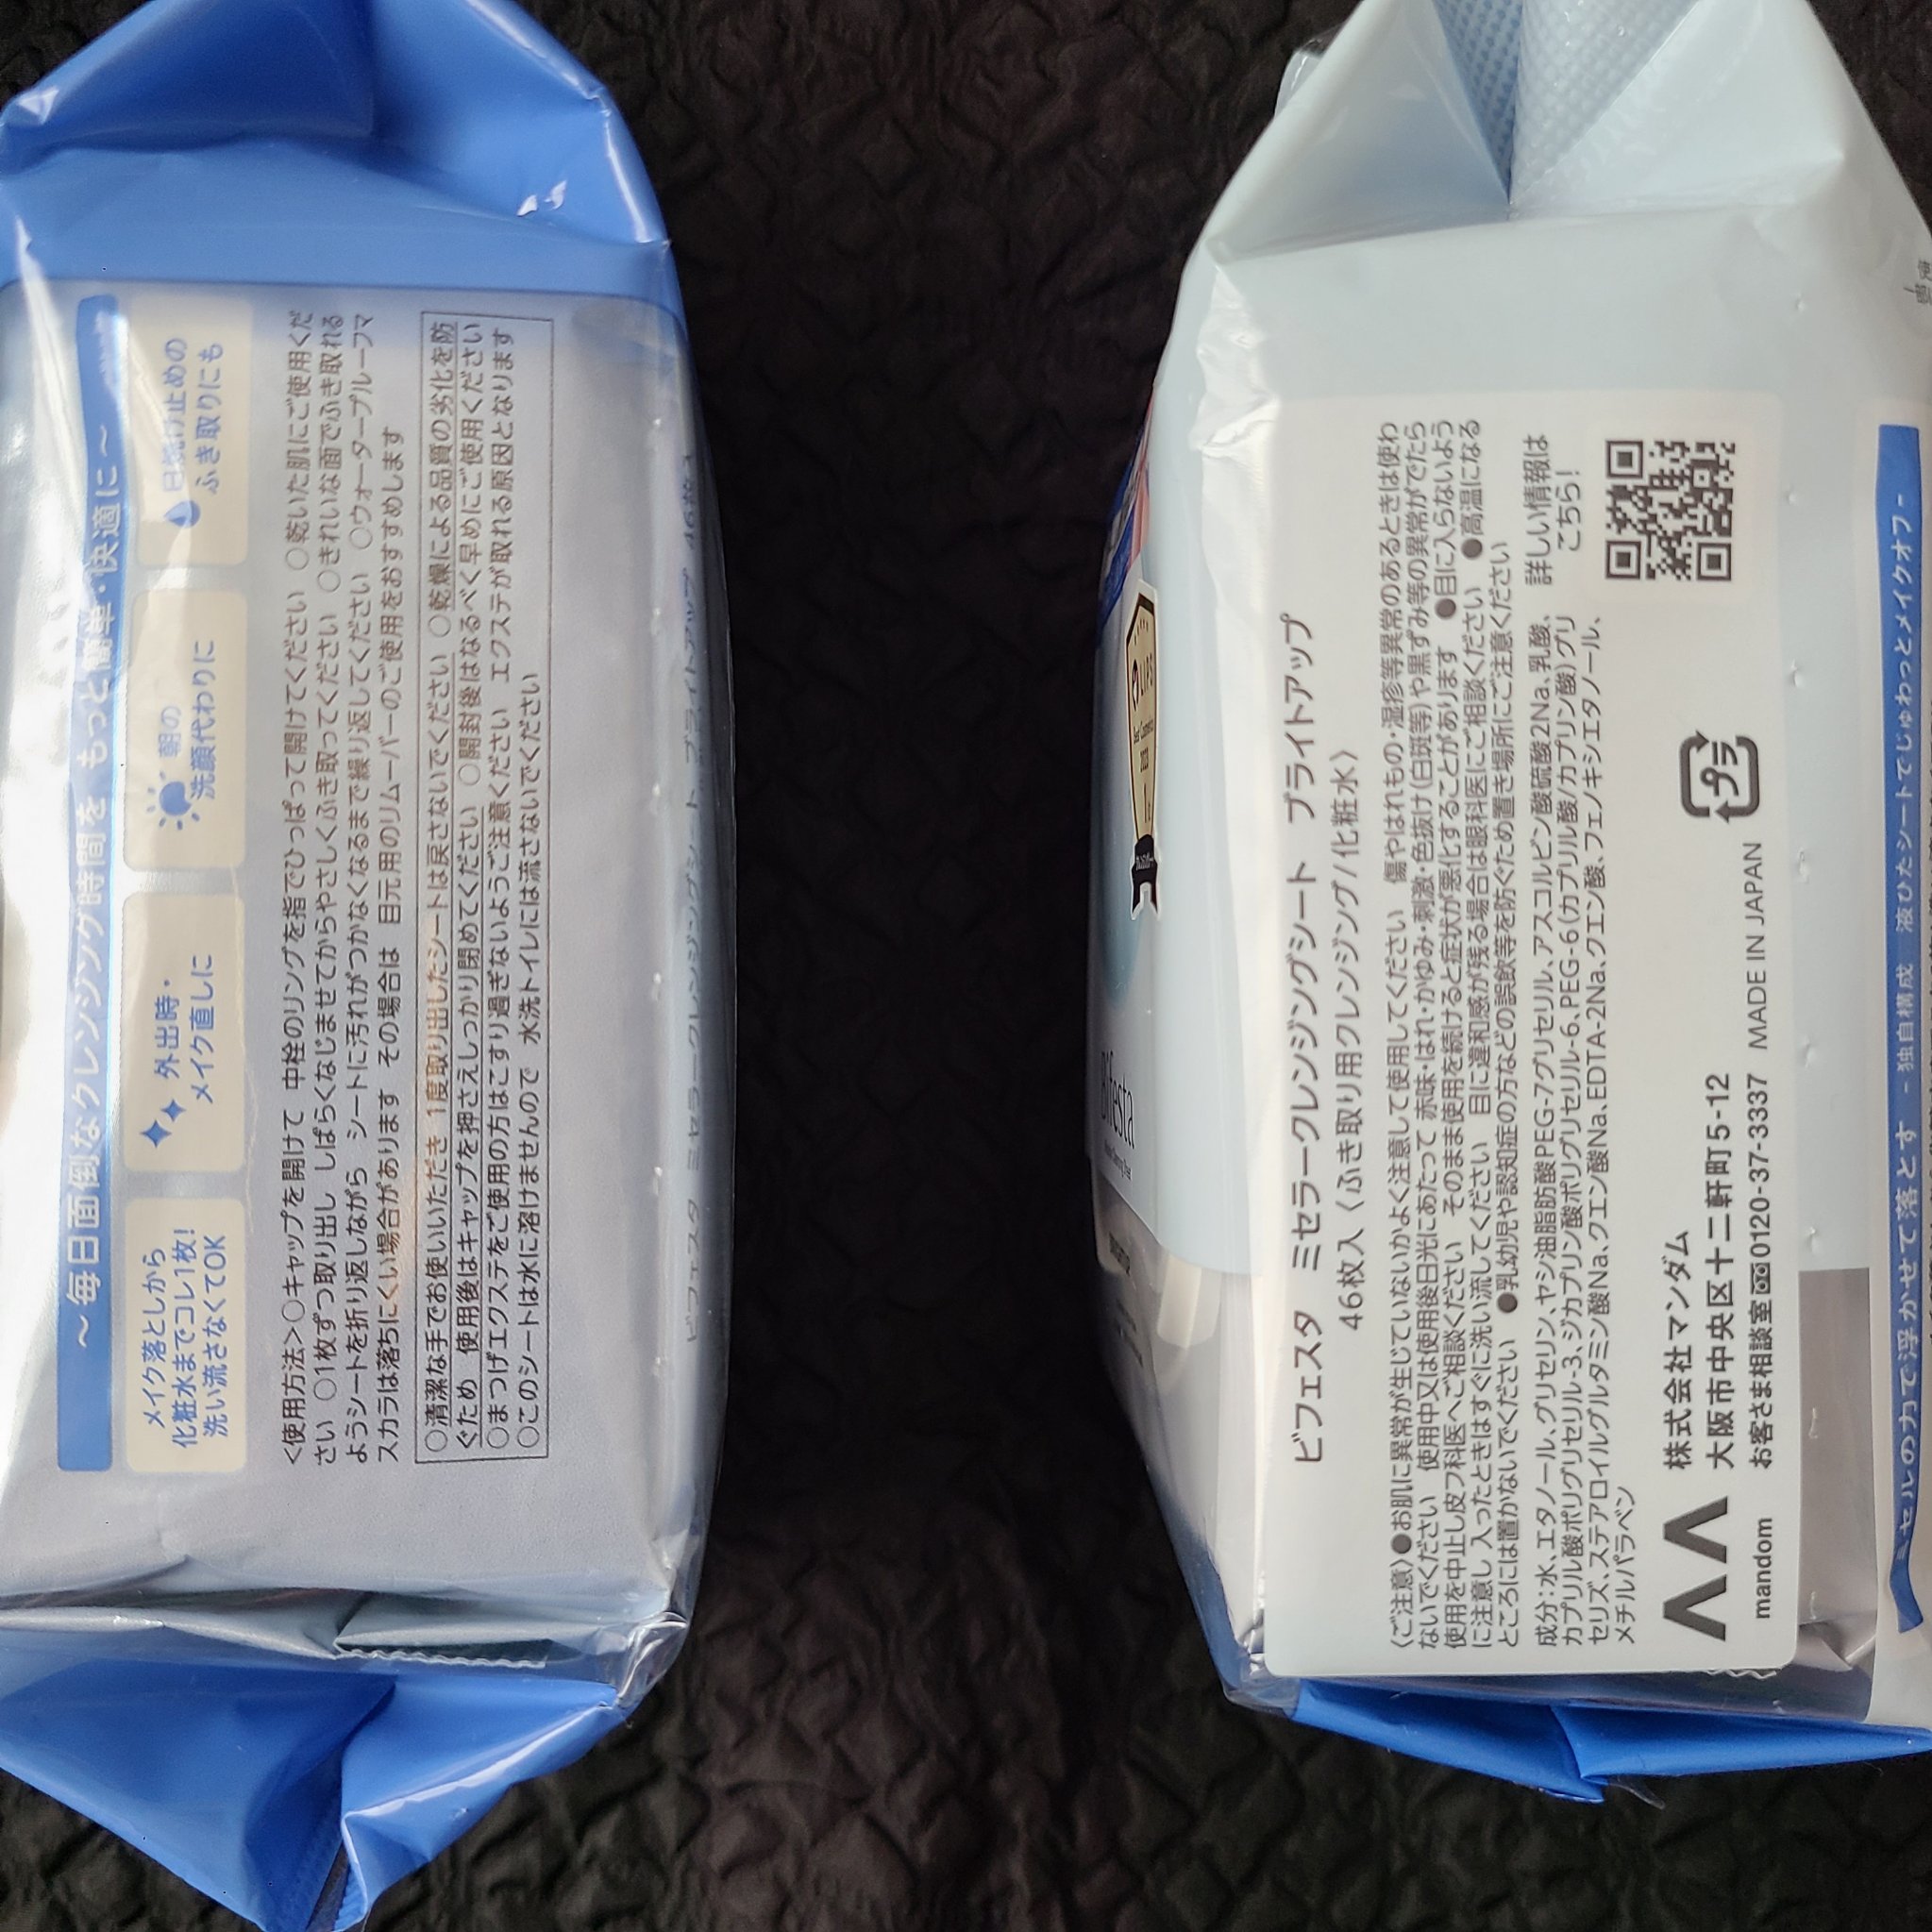 ～ 毎日面倒なクレンジング時間を もっと簡単・快適に ～
メイク落としから
化粧水までコレ1枚!
洗い流さなくてOK
外出時・
メイク直しに
朝の
洗顔代わりに
日焼け止めの
ふき取りにも
＜使用方法＞○キャップを開けて 中栓のリングを指でひっぱって開けてください ○乾いた肌にご使用くだ
さい ○1枚ずつ取り出し しばらくなじませてからやさしくふき取ってください ○きれいな面でふき取れる
ようシートを折り返しながら シートに汚れがつかなくなるまで繰り返してください ○ウォータープルーフマ
スカラは落ちにくい場合があります その場合は 目元用のリムーバーのご使用をおすすめします
○清潔な手でお使いいただき 1度取り出したシートは戻さないでください ○乾燥による品質の劣化を防
ぐため 使用後はキャップを押さえしっかり閉めてください ○開封後はなるべく早めにご使用ください
○まつげエクステをご使用の方はこすり過ぎないようご注意ください エクステが取れる原因となります
○このシートは水に溶けませんので 水洗トイレには流さないでください
ビフェスタ ミセラークレンジングシート ブライトアップ 46枚入
Bifesta
LIPS
ビフェスタ ミセラークレンジングシート ブライトアップ
46枚入〈ふき取り用クレンジング/化粧水〉
〈ご注意〉●お肌に異常が生じていないかよく注意して使用してください 傷やはれもの・湿疹等異常のあるときは使わ
ないでください 使用中又は使用後日光にあたって 赤味・はれ・かゆみ・刺激・色抜け(白斑等)や黒ずみ等の異常がでたら
使用を中止し皮フ科医へご相談ください そのまま使用を続けると症状が悪化することがあります ●目に入らないよう
に注意し 入ったときはすぐに洗い流してください 目に違和感が残る場合は眼科医にご相談ください ●高温になる
ところには置かないでください ●乳幼児や認知症の方などの誤飲等を防ぐため置き場所にご注意ください
成分:水、エタノール、グリセリン、ヤシ油脂肪酸PEG-7グリセリル、アスコルビン酸硫酸2Na、乳酸、
カプリル酸ポリグリセリル-3、ジカプリン酸ポリグリセリル-6、PEG-6(カプリル酸/カプリン酸)グリ
セリズ、ステアロイルグルタミン酸Na、クエン酸Na、EDTA-2Na、クエン酸、フェノキシエタノール、
メチルパラベン
詳しい情報は
こちら!
mandom
株式会社マンダム
大阪市中央区十二軒町5-12
お客さま相談室 0120-37-3337 MADE IN JAPAN
プラ
ミセルの力で浮かせて落とす - 独自構成 液ひたシートでじゅわっとメイクオフ -